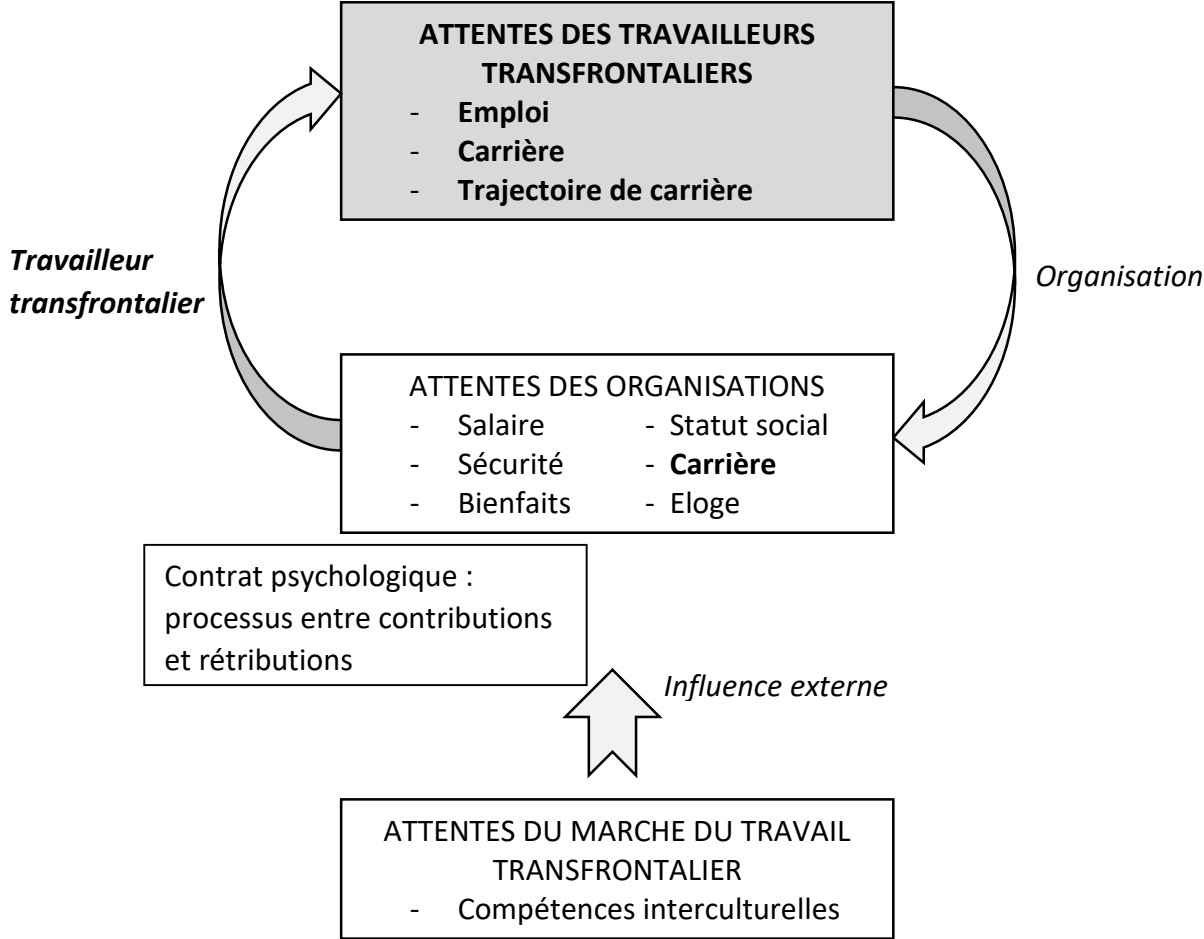 ATTENTES DES TRAVAILLEURS
TRANSFRONTALIERS
- Emploi
- Carrière
- Trajectoire de carrière
Travailleur
transfrontalier
Organisation
ATTENTES DES ORGANISATIONS
- Salaire - Statut social
- Sécurité - Carrière
- Bienfaits - Eloge
Contrat psychologique :
processus entre contributions
et rétributions
Influence externe
ATTENTES DU MARCHE DU TRAVAIL
TRANSFRONTALIER
- Compétences interculturelles